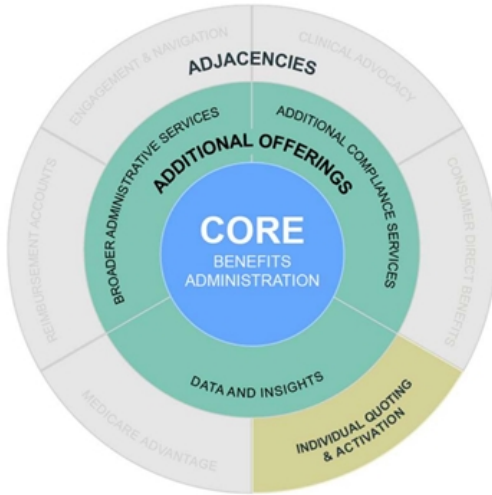 ENGAGEMENT & NAVIGATION
CLINICAL ADVOCACY
ADJACENCIES
BROADER ADMINISTRATIVE SERVICES
ADDITIONAL COMPLIANCE SERVICES
ADDITIONAL OFFERINGS
REIMBURSEMENT ACCOUNTS
CONSUMER DIRECT BENEFITS
CORE
BENEFITS
ADMINISTRATION
DATA AND INSIGHTS
MEDICARE ADVANTAGE
INDIVIDUAL QUOTING
& ACTIVATION